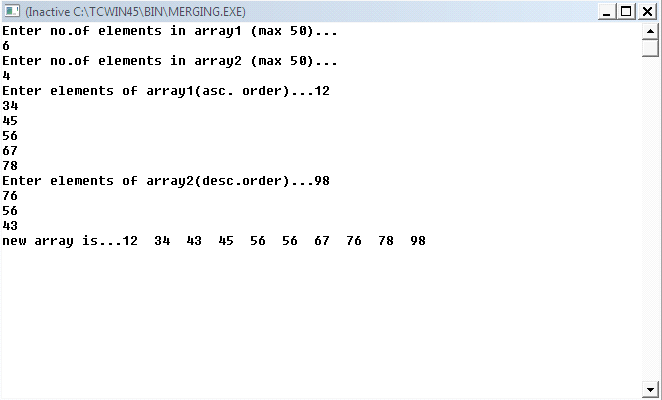 (Inactive C:\TCWIN45\BIN\MERGING.EXE)
Enter no.of elements in array1 (max 50)...
6
Enter no.of elements in array2 (max 50)...
4
Enter elements of array1(asc. order)...12
34
45
56
67
78
Enter elements of array2(desc.order)...98
76
56
43
new array is...12  34  43  45  56  56  67  76  78  98